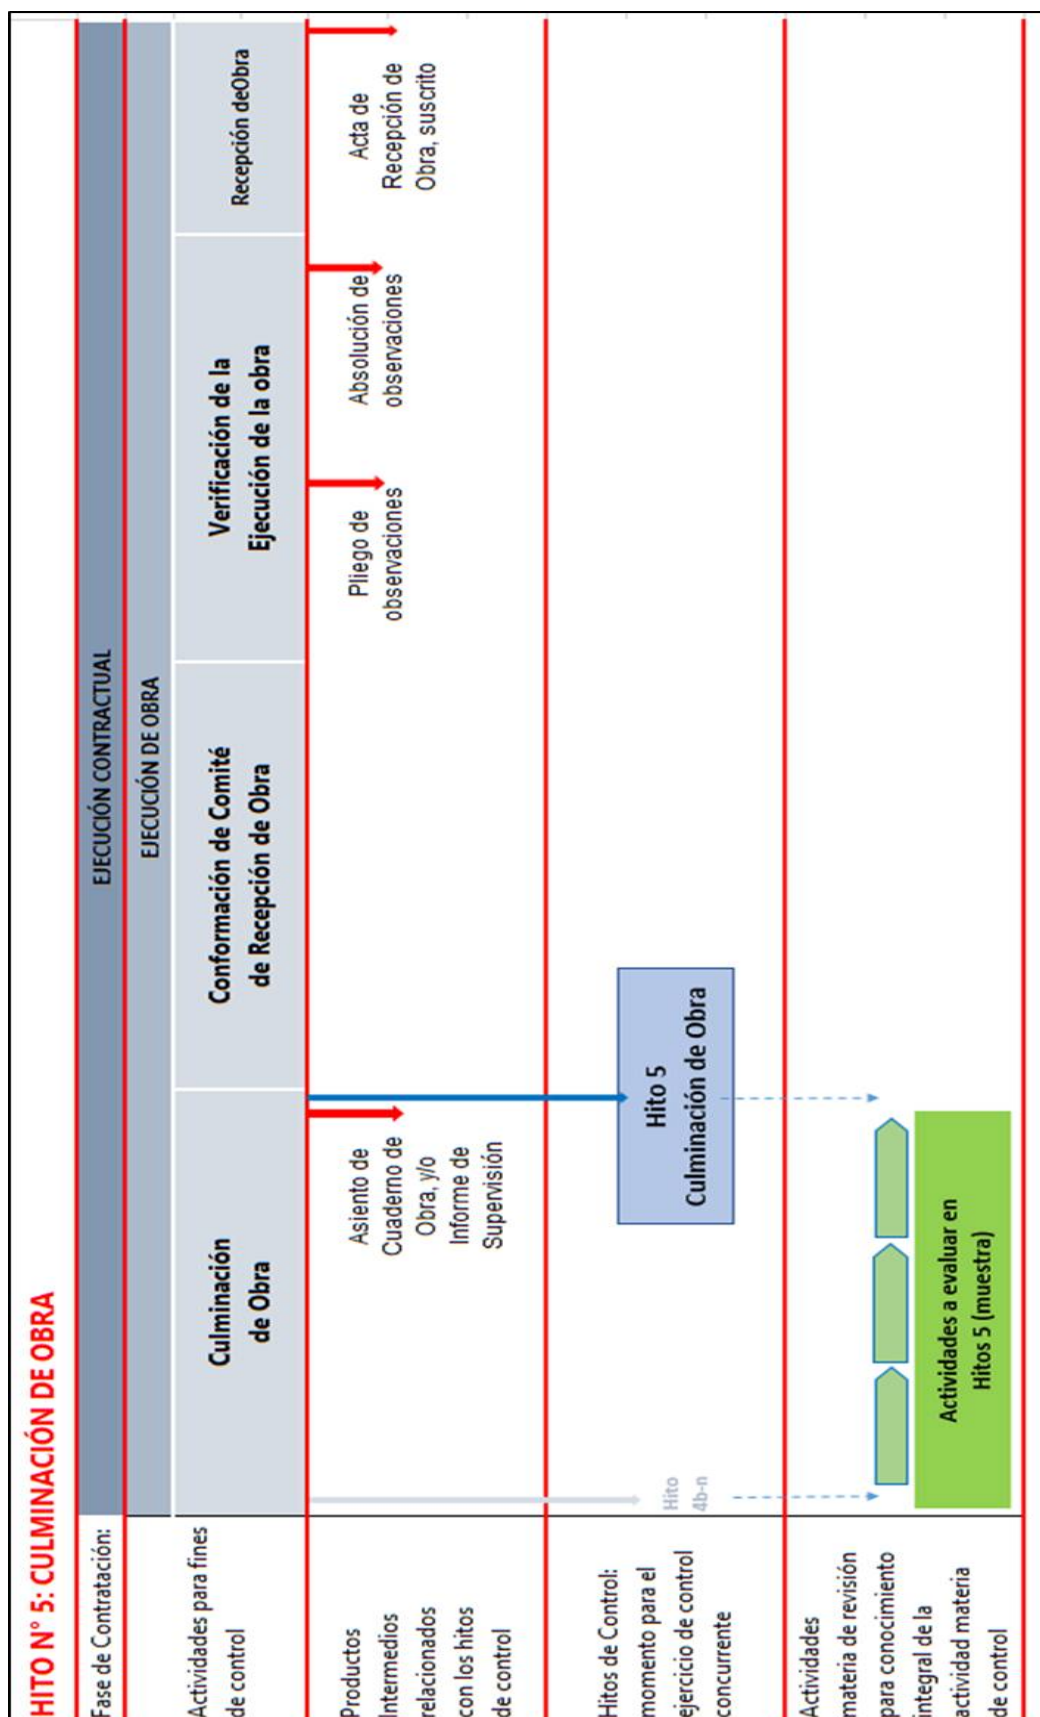 HITO N° 5: CULMINACIÓN DE OBRA
Fase de Contratación:
EJECUCIÓN CONTRACTUAL
EJECUCIÓN DE OBRA
Actividades para fines
de control
Culminación
de Obra
Conformación de Comité
de Recepción de Obra
Verificación de la
Ejecución de la obra
Recepción deObra
Productos
Intermedios
relacionados
con los hitos
de control
Asiento de
Cuaderno de
Obra, y/o
Informe de
Supervisión
Pliego de
observaciones
Absolución de
observaciones
Acta de
Recepción de
Obra, suscrito
Hitos de Control:
momento para el
ejercicio de control
concurrente
Hito
4b-n
Hito 5
Culminación de Obra
Actividades
materia de revisión
para conocimiento
integral de la
actividad materia
de control
Actividades a evaluar en
Hitos 5 (muestra)